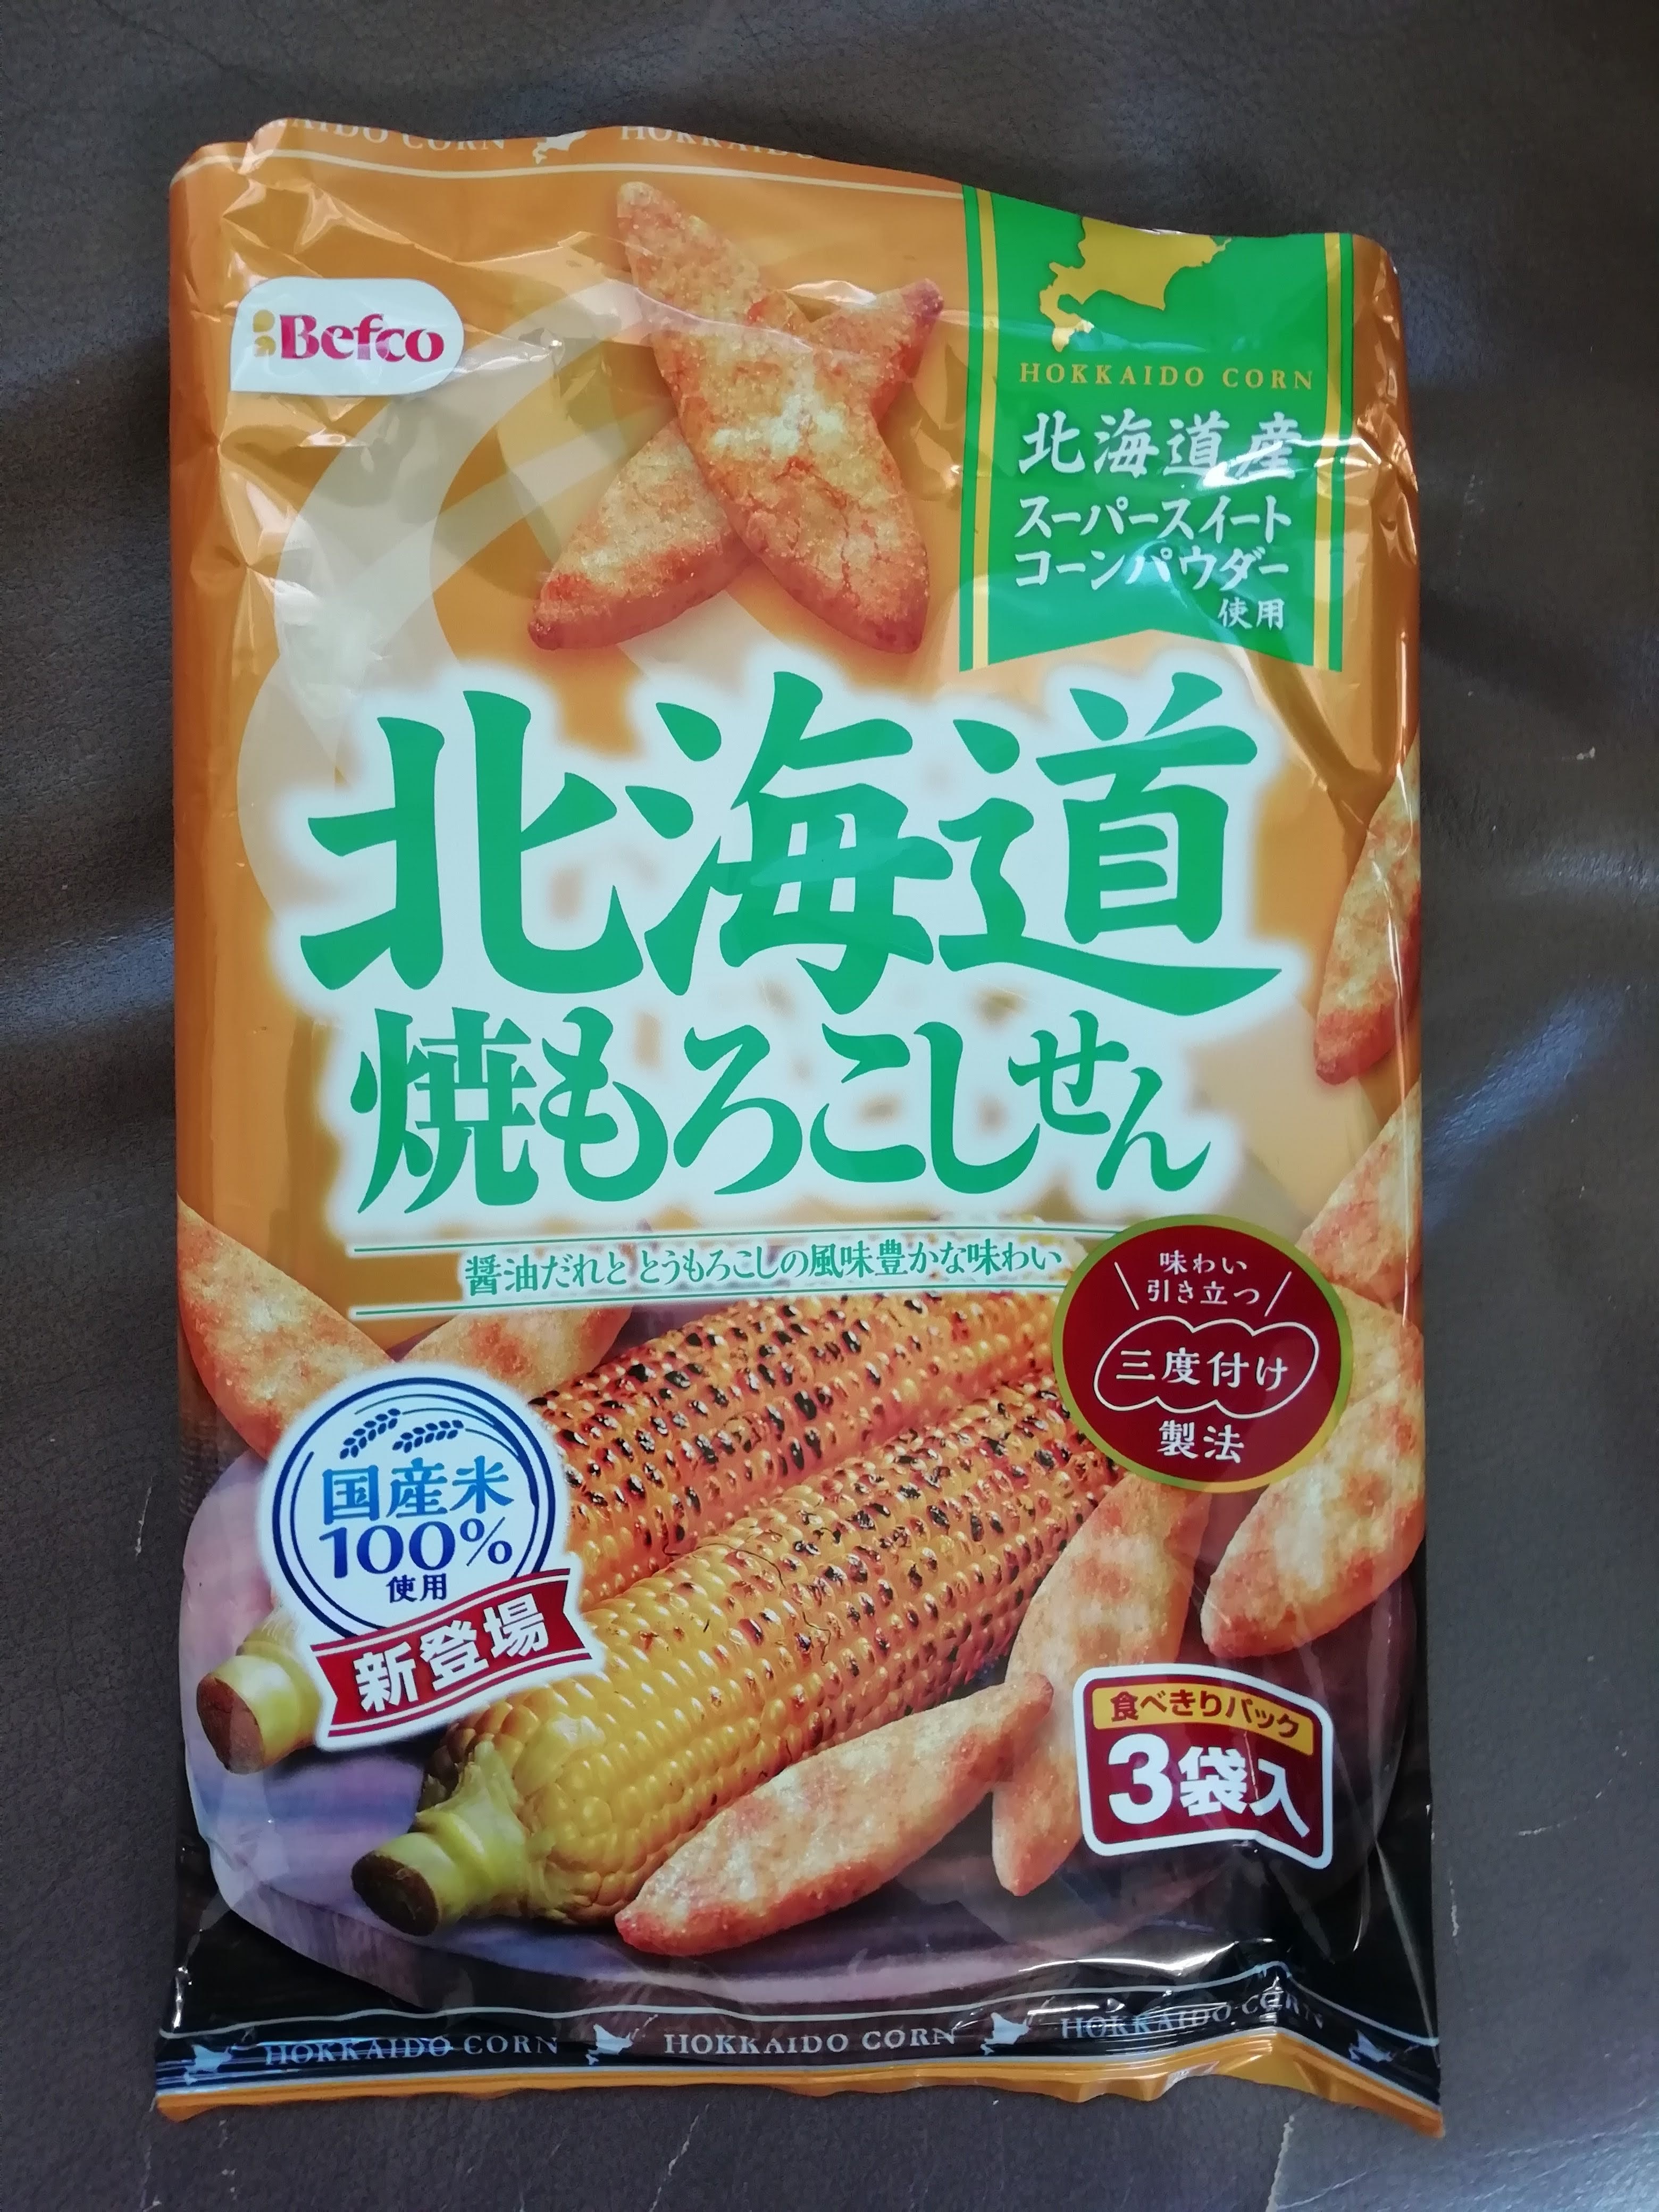 HOKKAIDO CORN
Befco
HOKKAIDO CORN
北海道産
スーパースイート
コーンパウダー
使用
北海道
焼もろこしせん
醤油だれと とうもろこしの風味豊かな味わい
味わい
引き立つ
三度付け
製法
国産米
100%
使用
新登場
食べきりパック
3袋入
HOKKAIDO CORN HOKKAIDO CORN HOKKAIDO CORN